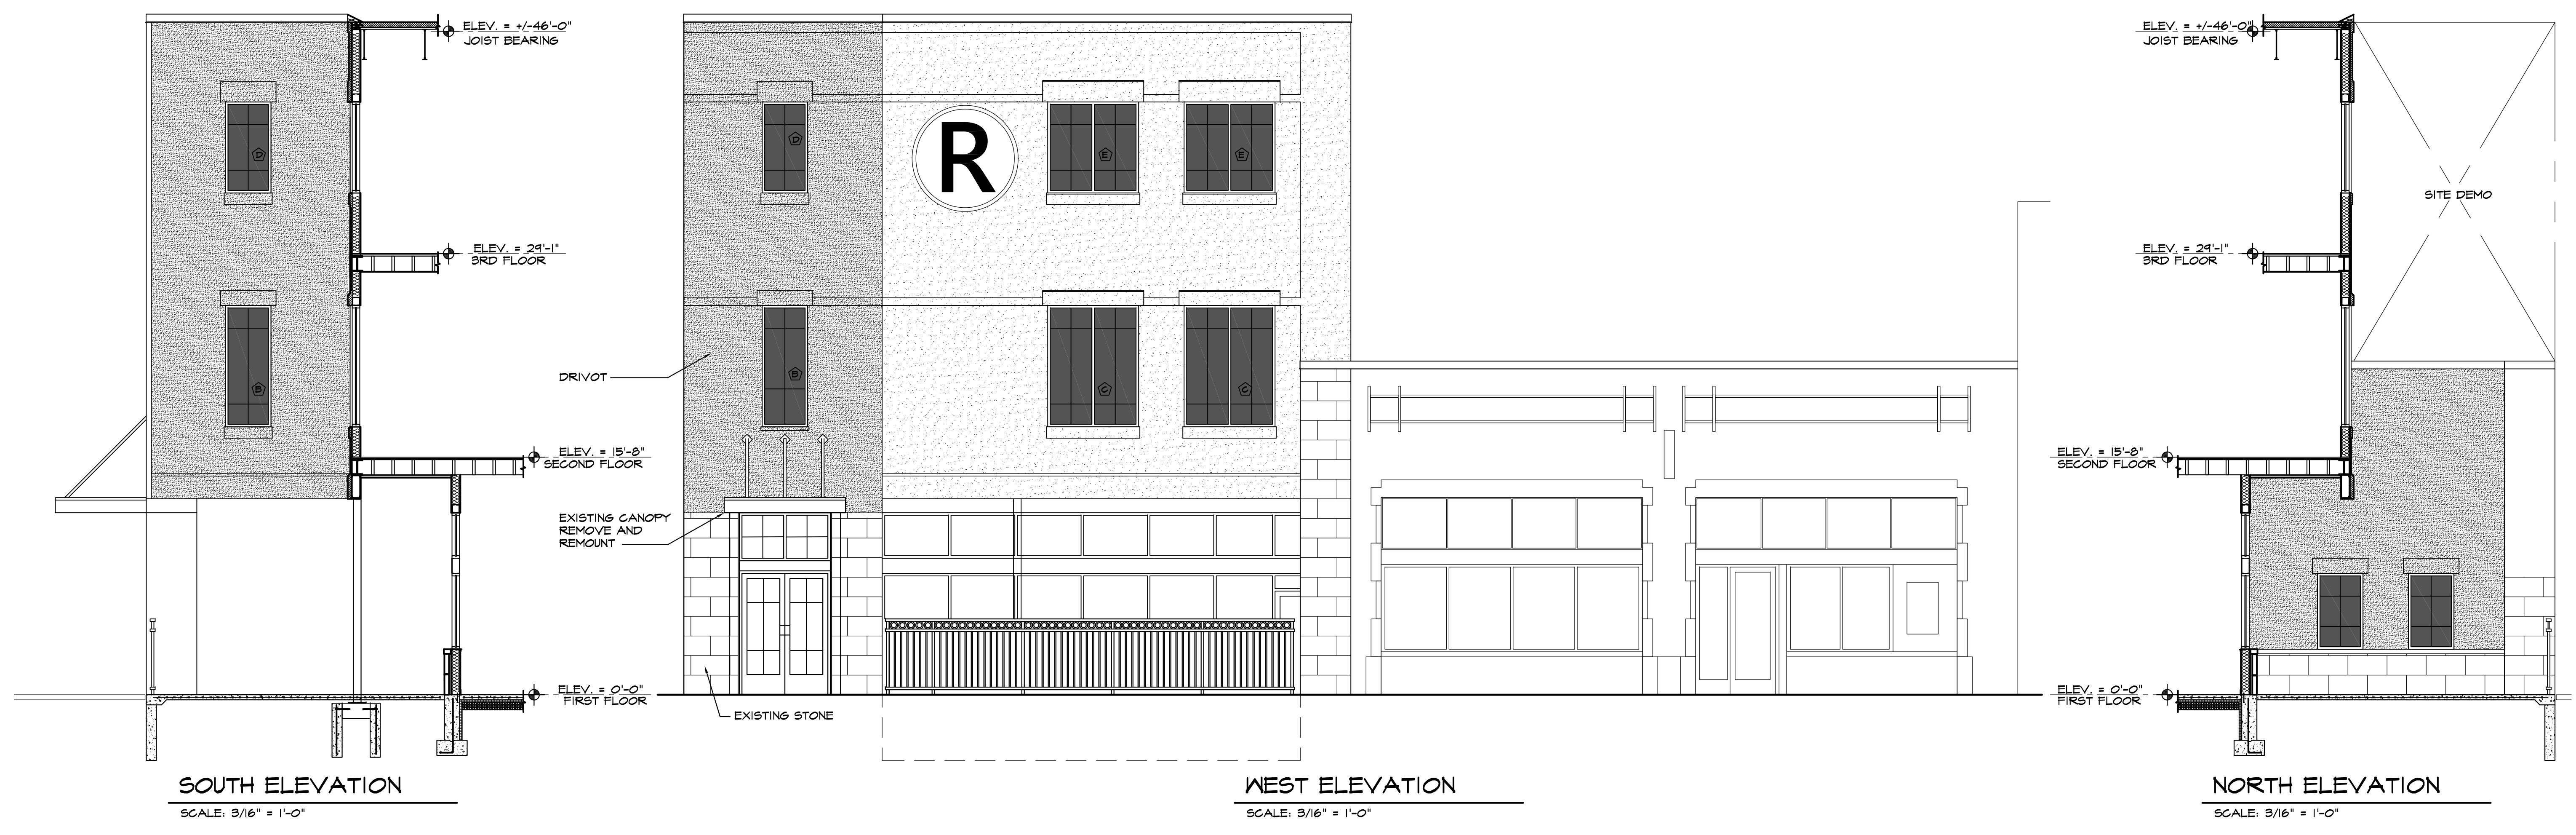 ELEV. = +/-46'-0"
JOIST BEARING
D
ELEV. = 29'-1"
3RD FLOOR
B
ELEV. = 15'-8"
SECOND FLOOR
ELEV. = 0'-0"
FIRST FLOOR
SOUTH ELEVATION
SCALE: 3/16" = 1'-0"
D
R
E
E
DRIVOT
B
C
C
EXISTING CANOPY
REMOVE AND
REMOUNT
EXISTING STONE
WEST ELEVATION
SCALE: 3/16" = 1'-0"
ELEV. = +/-46'-0"
JOIST BEARING
SITE DEMO
ELEV. = 29'-1"
3RD FLOOR
ELEV. = 15'-8"
SECOND FLOOR
ELEV. = 0'-0"
FIRST FLOOR
NORTH ELEVATION
SCALE: 3/16" = 1'-0"